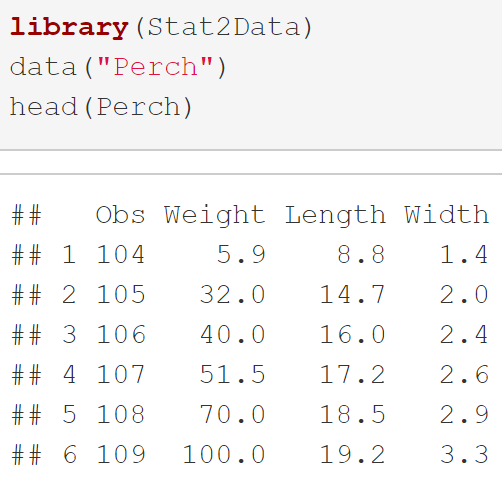 library(Stat2Data)
data("Perch")
head(Perch)
##   Obs Weight Length Width
## 1 104    5.9    8.8   1.4
## 2 105   32.0   14.7   2.0
## 3 106   40.0   16.0   2.4
## 4 107   51.5   17.2   2.6
## 5 108   70.0   18.5   2.9
## 6 109  100.0   19.2   3.3